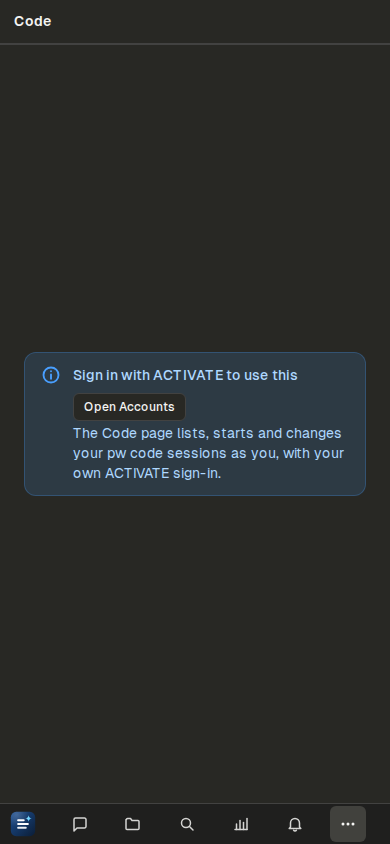 Code
Sign in with ACTIVATE to use this
Open Accounts
The Code page lists, starts and changes
your pw code sessions as you, with your
own ACTIVATE sign-in.